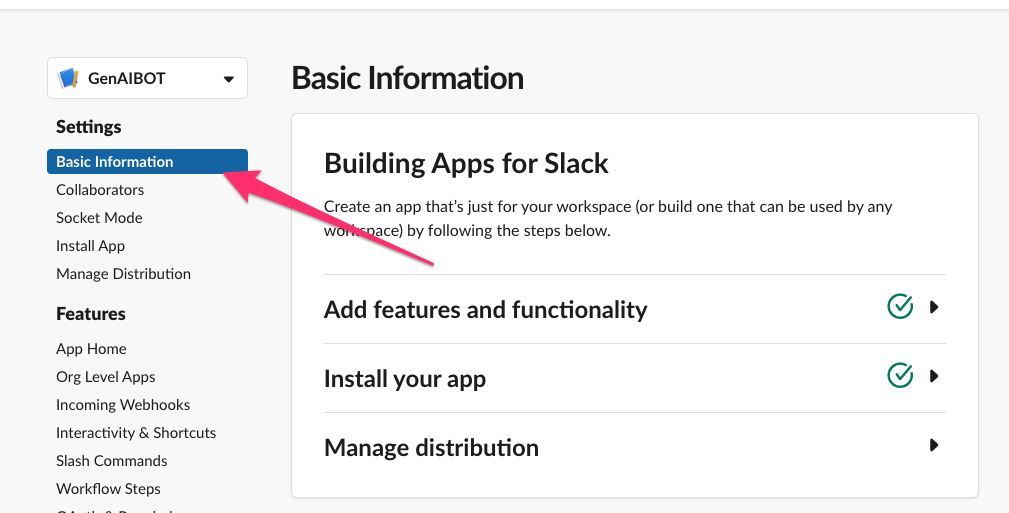 GenAIBOT
Settings
Basic Information
Collaborators
Socket Mode
Install App
Manage Distribution
Features
App Home
Org Level Apps
Incoming Webhooks
Interactivity & Shortcuts
Slash Commands
Workflow Steps
Basic Information
Building Apps for Slack
Create an app that’s just for your workspace (or build one that can be used by any
workspace) by following the steps below.
Add features and functionality
Install your app
Manage distribution